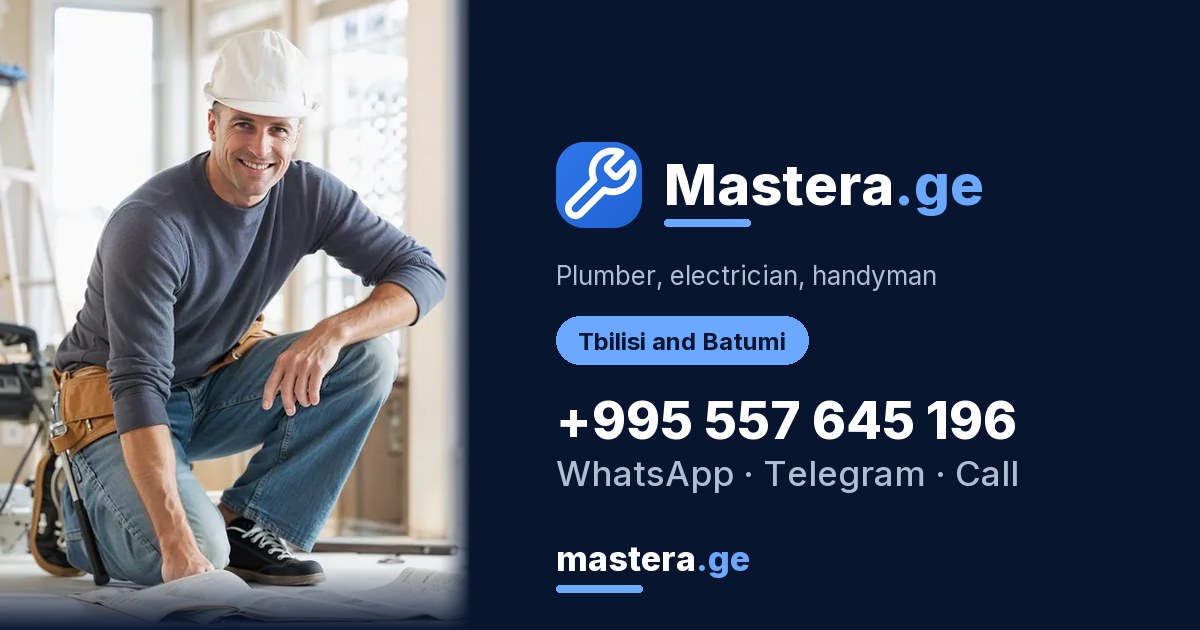 Mastera.ge
Plumber, electrician, handyman
Tbilisi and Batumi
+995 557 645 196
WhatsApp · Telegram · Call
mastera.ge